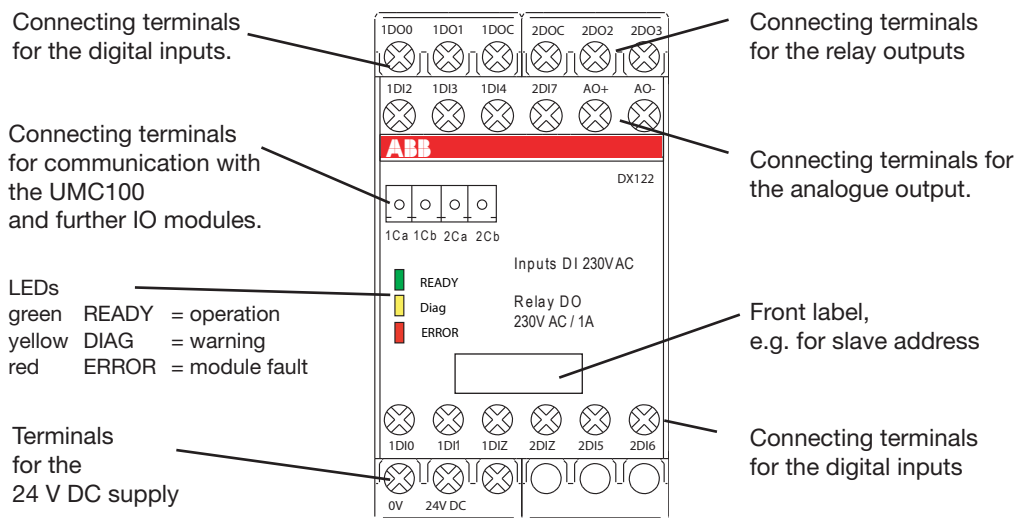 Connecting terminals
for the digital inputs.
Connecting terminals
for communication with
the UMC100
and further IO modules.
LEDs
green READY = operation
yellow DIAG = warning
red ERROR = module fault
Terminals
for the
24 V DC supply
1DO0 1DO1 1DOC 2DOC 2DO2 2DO3
1DI2 1DI3 1DI4 2DI7 AO+ AO-
ABB
DX122
1Ca 1Cb 2Ca 2Cb
Inputs DI 230VAC
READY
Diag
ERROR
Relay DO
230V AC / 1A
1DI0 1DI1 1DIZ 2DIZ 2DI5 2DI6
0V 24V DC
Connecting terminals
for the relay outputs
Connecting terminals for
the analogue output.
Front label,
e.g. for slave address
Connecting terminals
for the digital inputs